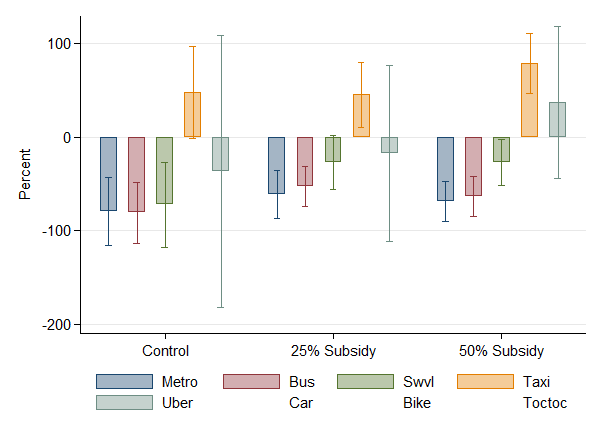 100
0
-100
-200
Percent
Control 25% Subsidy 50% Subsidy
Metro Bus Swvl Taxi
Uber Car Bike Toctoc